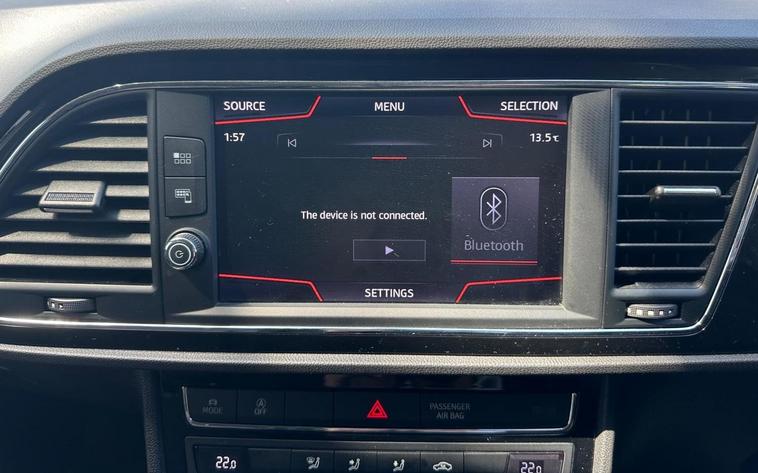 SOURCE MENU SELECTION
1:57 13.5 °C
The device is not connected.
Bluetooth
SETTINGS
MODE OFF PASSENGER
AIR BAG
22.0 22.0